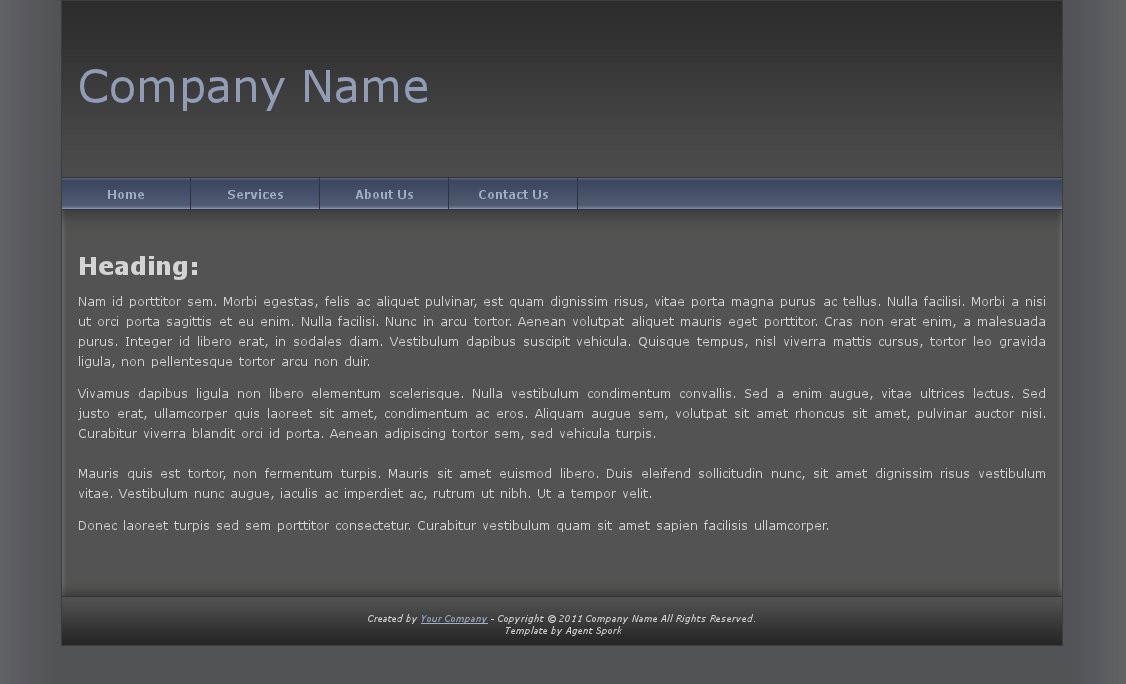 Company Name
Home Services About Us Contact Us
Heading:
Nam id porttitor sem. Morbi egestas, felis ac aliquet pulvinar, est quam dignissim risus, vitae porta magna purus ac tellus. Nulla facilisi. Morbi a nisi
ut orci porta sagittis et eu enim. Nulla facilisi. Nunc in arcu tortor. Aenean volutpat aliquet mauris eget porttitor. Cras non erat enim, a malesuada
purus. Integer id libero erat, in sodales diam. Vestibulum dapibus suscipit vehicula. Quisque tempus, nisl viverra mattis cursus, tortor leo gravida
ligula, non pellentesque tortor arcu non duir.
Vivamus dapibus ligula non libero elementum scelerisque. Nulla vestibulum condimentum convallis. Sed a enim augue, vitae ultrices lectus. Sed
justo erat, ullamcorper quis laoreet sit amet, condimentum ac eros. Aliquam augue sem, volutpat sit amet rhoncus sit amet, pulvinar auctor nisi.
Curabitur viverra blandit orci id porta. Aenean adipiscing tortor sem, sed vehicula turpis.
Mauris quis est tortor, non fermentum turpis. Mauris sit amet euismod libero. Duis eleifend sollicitudin nunc, sit amet dignissim risus vestibulum
vitae. Vestibulum nunc augue, iaculis ac imperdiet ac, rutrum ut nibh. Ut a tempor velit.
Donec laoreet turpis sed sem porttitor consectetur. Curabitur vestibulum quam sit amet sapien facilisis ullamcorper.
Created by Your Company - Copyright © 2011 Company Name All Rights Reserved.
Template by Agent Spork